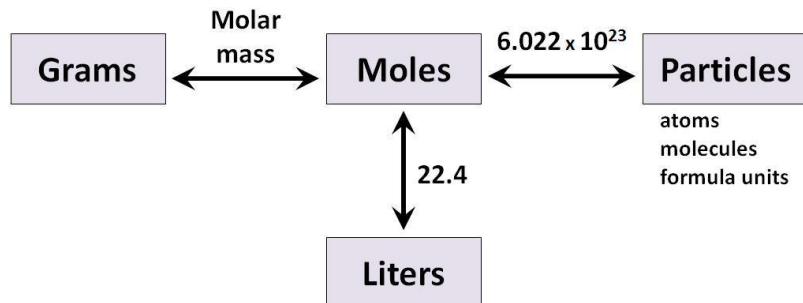 Molar
mass
6.022 x 10²³
Grams
Moles
Particles
atoms
molecules
formula units
22.4
Liters